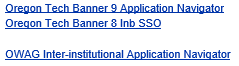 Oregon Tech Banner 9 Application Navigator
Oregon Tech Banner 8 Inb SSO
OWAG Inter-institutional Application Navigator